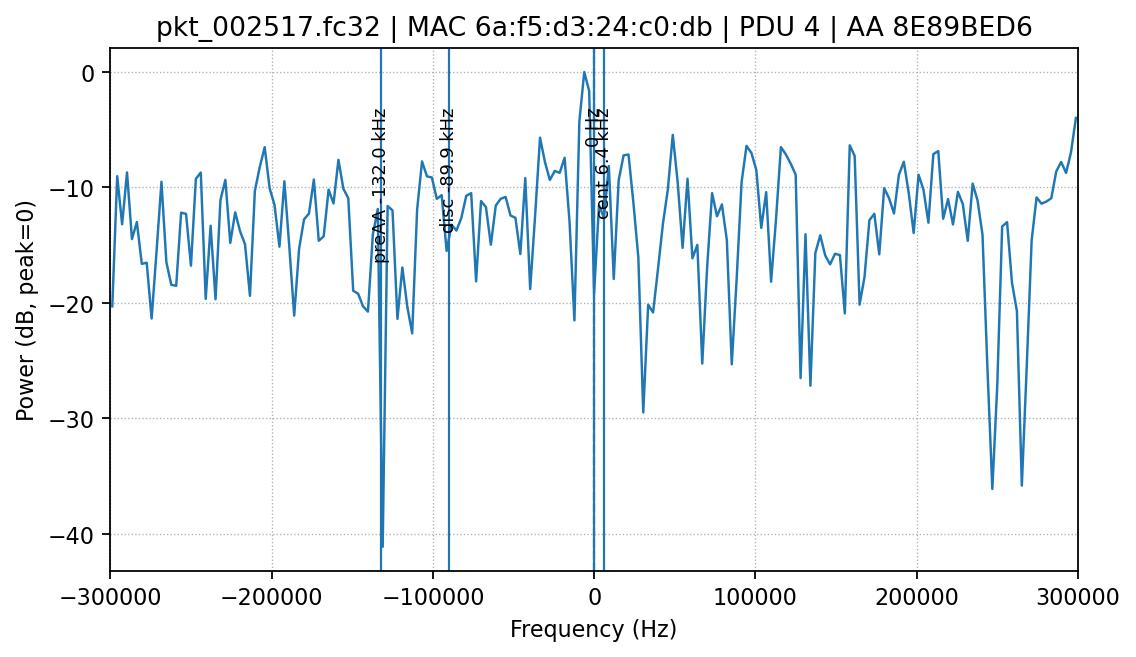 pkt_002517.fc32 | MAC 6a:f5:d3:24:c0:db | PDU 4 | AA 8E89BED6
Power (dB, peak=0)
0
−10
−20
−30
−40
preAA -132.0 kHz
disc -89.9 kHz
0 Hz
cent 6.4 kHz
−300000
−200000
−100000
0
100000
200000
300000
Frequency (Hz)